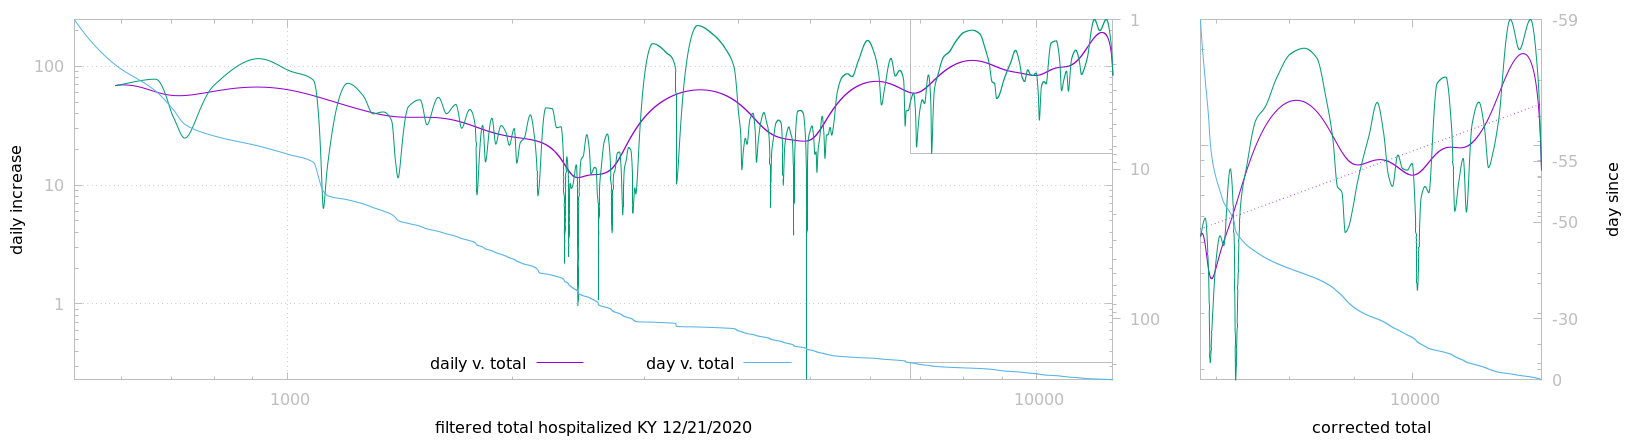 daily increase
100
10
1
1
10
100
daily v. total
day v. total
1000
10000
filtered total hospitalized KY 12/21/2020
-59
-55
-50
-30
0
day since
10000
corrected total